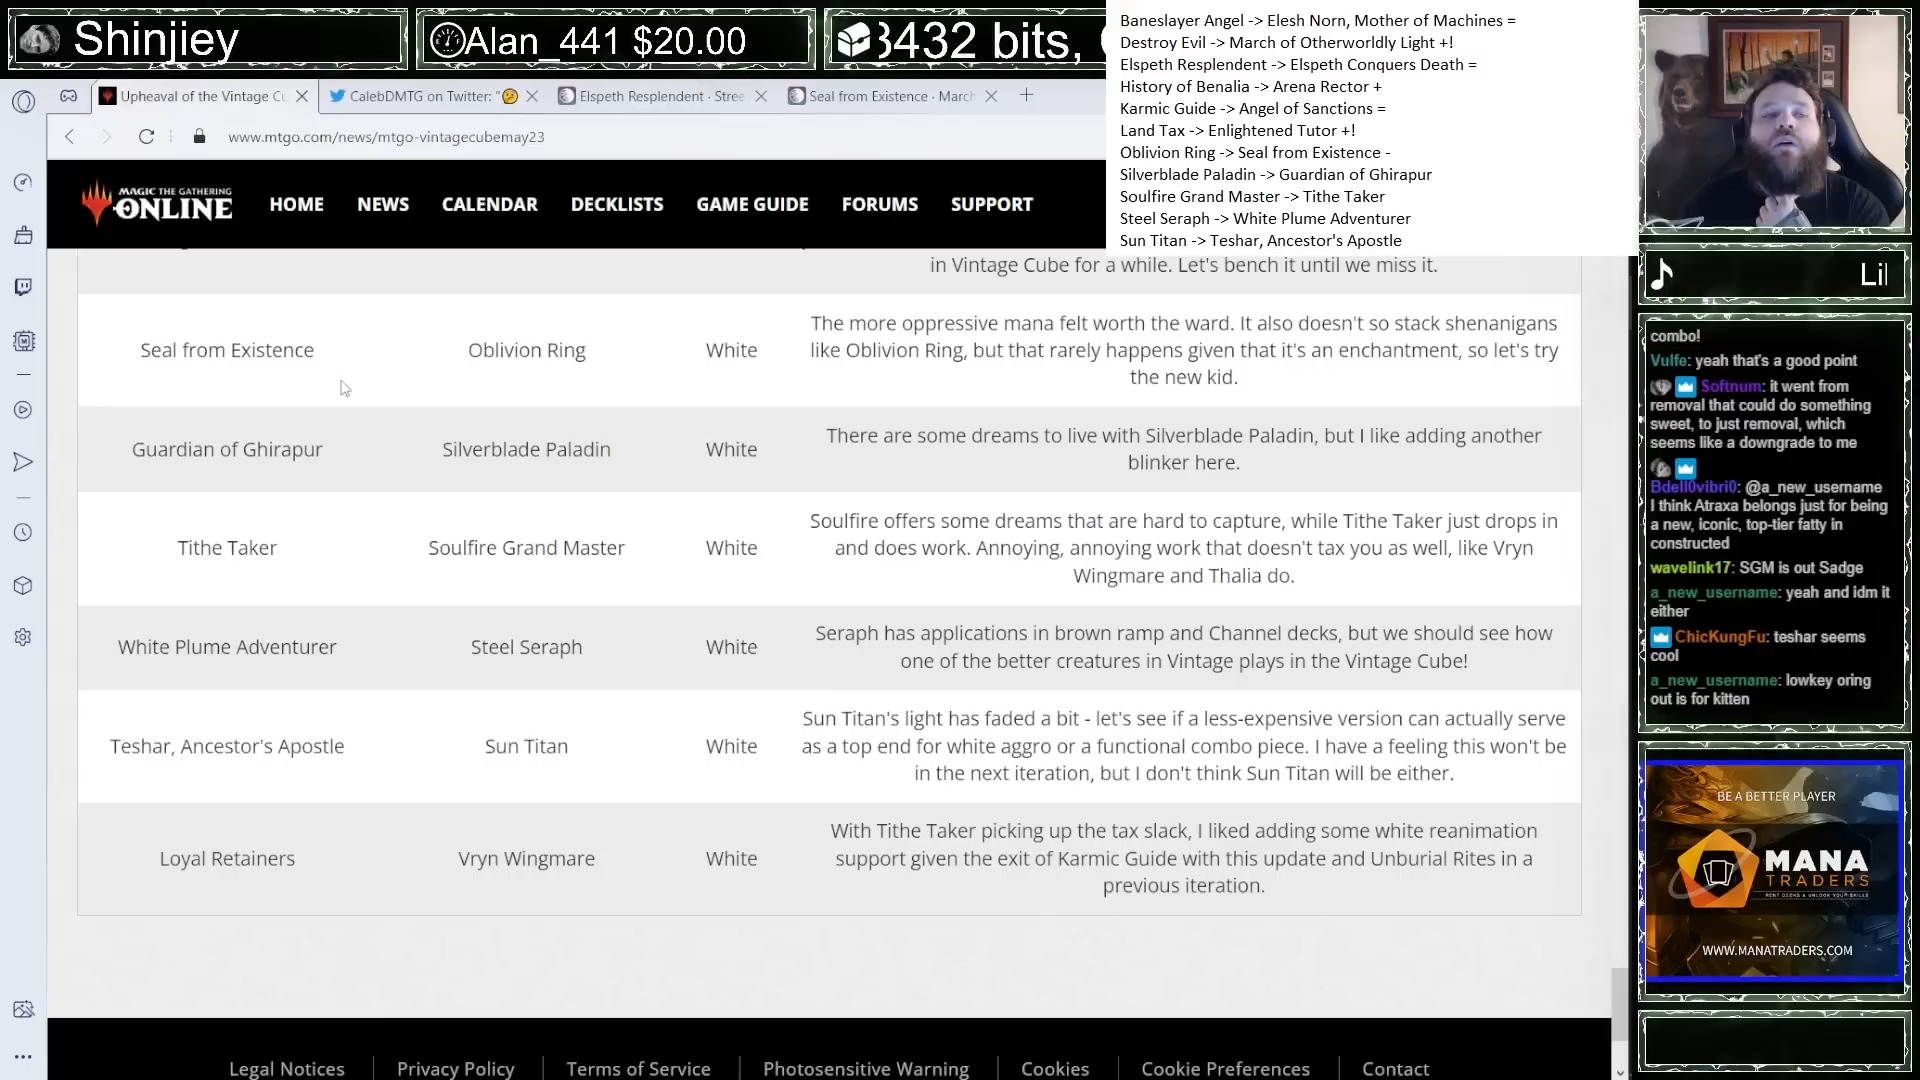 Shinjiey
Alan_441 $20.00
3432 bits,
Baneslayer Angel -> Elesh Norn, Mother of Machines =
Destroy Evil -> March of Otherworldly Light +!
Elspeth Resplendent -> Elspeth Conquers Death =
History of Benalia -> Arena Rector +
Karmic Guide -> Angel of Sanctions =
Land Tax -> Enlightened Tutor +!
Oblivion Ring -> Seal from Existence -
Silverblade Paladin -> Guardian of Ghirapur
Soulfire Grand Master -> Tithe Taker
Steel Seraph -> White Plume Adventurer
Sun Titan -> Teshar, Ancestor's Apostle
Upheaval of the Vintage Cu
CalebDMTG on Twitter: "
Elspeth Resplendent · Stree
Seal from Existence · March
www.mtgo.com/news/mtgo-vintagecubemay23
MAGIC THE GATHERING
ONLINE
HOME
NEWS
CALENDAR
DECKLISTS
GAME GUIDE
FORUMS
SUPPORT
in Vintage Cube for a while. Let's bench it until we miss it.
Seal from Existence
Oblivion Ring
White
The more oppressive mana felt worth the ward. It also doesn't so stack shenanigans
like Oblivion Ring, but that rarely happens given that it's an enchantment, so let's try
the new kid.
Guardian of Ghirapur
Silverblade Paladin
White
There are some dreams to live with Silverblade Paladin, but I like adding another
blinker here.
Tithe Taker
Soulfire Grand Master
White
Soulfire offers some dreams that are hard to capture, while Tithe Taker just drops in
and does work. Annoying, annoying work that doesn't tax you as well, like Vryn
Wingmare and Thalia do.
White Plume Adventurer
Steel Seraph
White
Seraph has applications in brown ramp and Channel decks, but we should see how
one of the better creatures in Vintage plays in the Vintage Cube!
Teshar, Ancestor's Apostle
Sun Titan
White
Sun Titan's light has faded a bit - let's see if a less-expensive version can actually serve
as a top end for white aggro or a functional combo piece. I have a feeling this won't be
in the next iteration, but I don't think Sun Titan will be either.
Loyal Retainers
Vryn Wingmare
White
With Tithe Taker picking up the tax slack, I liked adding some white reanimation
support given the exit of Karmic Guide with this update and Unburial Rites in a
previous iteration.
Legal Notices
Privacy Policy
Terms of Service
Photosensitive Warning
Cookies
Cookie Preferences
Contact
Lil
combo!
Vulfe: yeah that's a good point
Softnum: it went from
removal that could do something
sweet, to just removal, which
seems like a downgrade to me
Bdell0vibri0: @a_new_username
I think Atraxa belongs just for being
a new, iconic, top-tier fatty in
constructed
wavelink17: SGM is out Sadge
a_new_username: yeah and idm it
either
ChicKungFu: teshar seems
cool
a_new_username: lowkey oring
out is for kitten
BE A BETTER PLAYER
MANA
TRADERS
RENT DECKS & UNLOCK YOUR SKILLS
WWW.MANATRADERS.COM